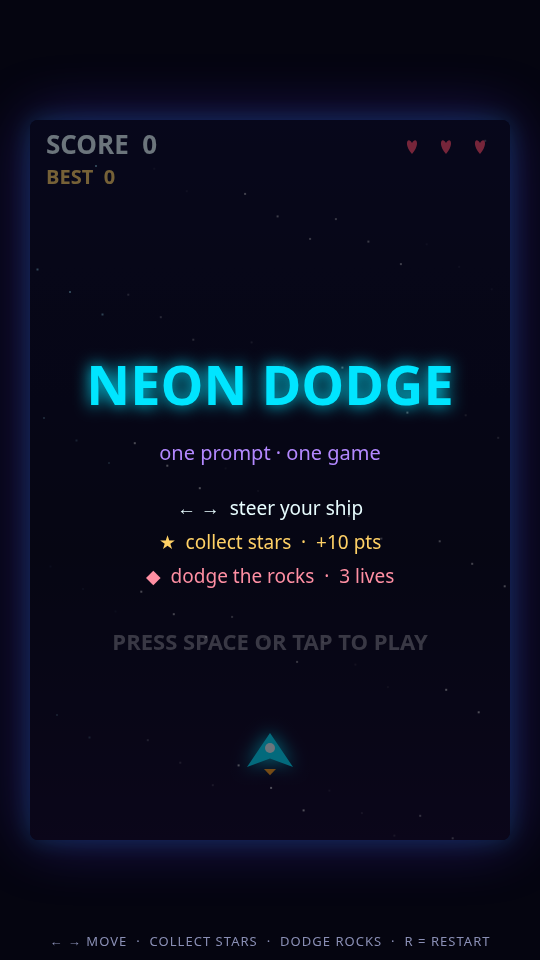 SCORE 0
BEST 0
NEON DODGE
one prompt · one game
← → steer your ship
★ collect stars · +10 pts
◆ dodge the rocks · 3 lives
PRESS SPACE OR TAP TO PLAY
← → MOVE · COLLECT STARS · DODGE ROCKS · R = RESTART